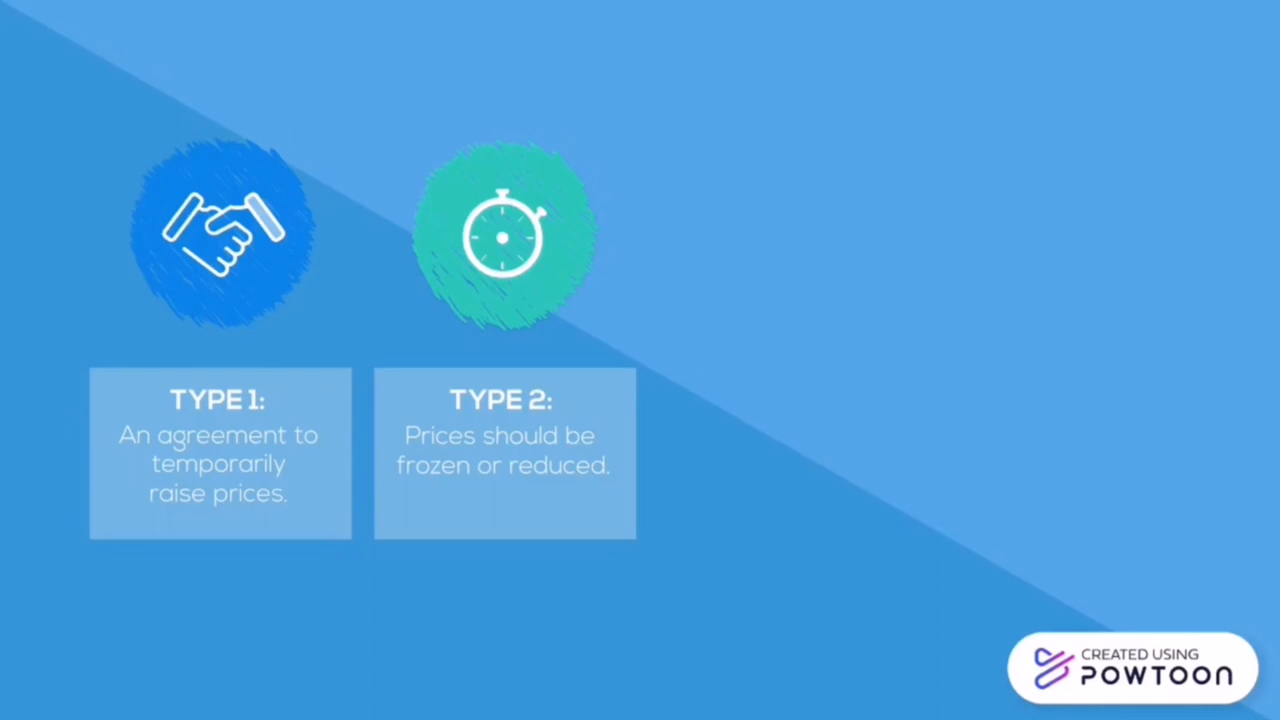 TYPE 1:
An agreement to
temporarily
raise prices.
TYPE 2:
Prices should be
frozen or reduced.
CREATED USING
POWTOON